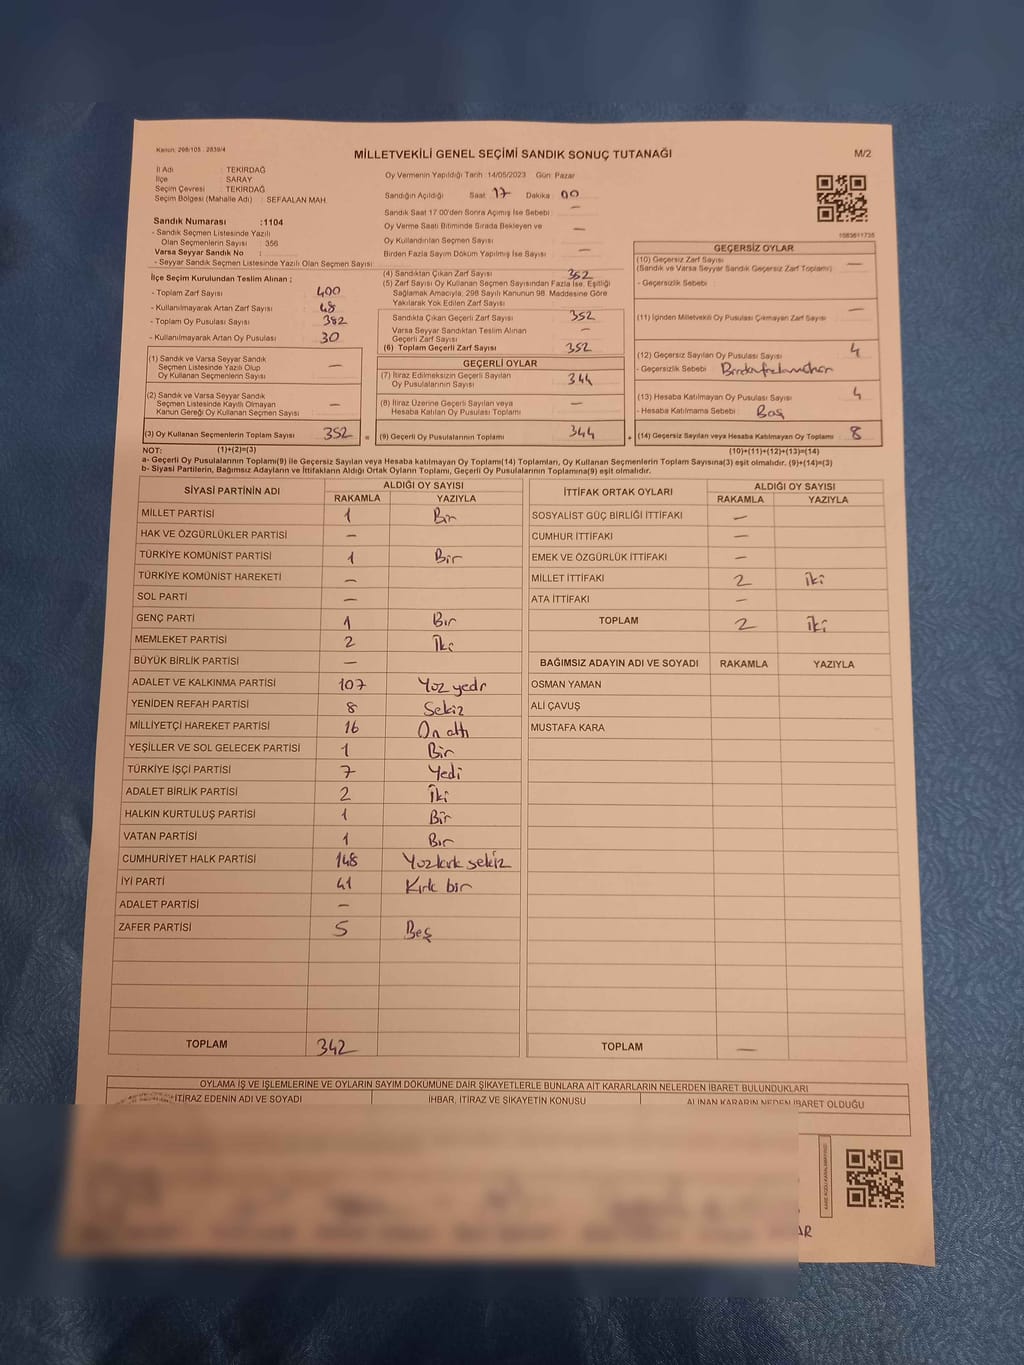 Kanun: 298/105 , 2839/4
MİLLETVEKİLİ GENEL SEÇİMİ SANDIK SONUÇ TUTANAĞI
M/2
İl Adı : TEKİRDAĞ
İlçe : SARAY
Seçim Çevresi : TEKİRDAĞ
Seçim Bölgesi (Mahalle Adı) : SEFAALAN MAH
Sandık Numarası :1104
- Sandık Seçmen Listesinde Yazılı
Olan Seçmenlerin Sayısı : 356
Varsa Seyyar Sandık No :
- Seyyar Sandık Seçmen Listesinde Yazılı Olan Seçmen Sayısı:
Oy Vermenin Yapıldığı Tarih :14/05/2023 Gün: Pazar
Sandığın Açıldığı Saat: 17 Dakika : 00
Sandık Saat 17:00'den Sonra Açımış İse Sebebi : —
Oy Verme Saati Bitiminde Sırada Bekleyen ve
Oy Kullandırılan Seçmen Sayısı —
Birden Fazla Sayım Döküm Yapılmış İse Sayısı —
1583611735
İlçe Seçim Kurulundan Teslim Alınan ;
- Toplam Zarf Sayısı : 400
- Kullanılmayarak Artan Zarf Sayısı : 48
- Toplam Oy Pusulası Sayısı : 382
- Kullanılmayarak Artan Oy Pusulası : 30
(1) Sandık ve Varsa Seyyar Sandık
Seçmen Listesinde Yazılı Olup
Oy Kullanan Seçmenlerin Sayısı —
(2) Sandık ve Varsa Seyyar Sandık
Seçmen Listesinde Kayıtlı Olmayan
Kanun Gereği Oy Kullanan Seçmen Sayısı —
(3) Oy Kullanan Seçmenlerin Toplam Sayısı 352 =
(4) Sandıktan Çıkan Zarf Sayısı 352
(5) Zarf Sayısı Oy Kullanan Seçmen Sayısından Fazla İse, Eşitliği
Sağlamak Amacıyla, 298 Sayılı Kanunun 98. Maddesine Göre
Yakılarak Yok Edilen Zarf Sayısı :
Sandıkta Çıkan Geçerli Zarf Sayısı 352
Varsa Seyyar Sandıktan Teslim Alınan
Geçerli Zarf Sayısı —
(6) Toplam Geçerli Zarf Sayısı 352
GEÇERLİ OYLAR
(7) İtiraz Edilmeksizin Geçerli Sayılan
Oy Pusulalarının Sayısı 344
(8) İtiraz Üzerine Geçerli Sayılan veya
Hesaba Katılan Oy Pusulaları Toplamı —
(9) Geçerli Oy Pusulalarının Toplamı 344 +
GEÇERSİZ OYLAR
(10) Geçersiz Zarf Sayısı
(Sandık ve Varsa Seyyar Sandık Geçersiz Zarf Toplamı) —
- Geçersizlik Sebebi :
(11) İçinden Milletvekili Oy Pusulası Çıkmayan Zarf Sayısı —
(12) Geçersiz Sayılan Oy Pusulası Sayısı 4
- Geçersizlik Sebebi :
(13) Hesaba Katılmayan Oy Pusulası Sayısı 4
- Hesaba Katılmama Sebebi : Boş
(14) Geçersiz Sayılan veya Hesaba Katılmayan Oy Toplamı 8
NOT: (1)+(2)=(3) (10)+(11)+(12)+(13)=(14)
a- Geçerli Oy Pusulalarının Toplamı(9) ile Geçersiz Sayılan veya Hesaba katılmayan Oy Toplamı(14) Toplamları, Oy Kullanan Seçmenlerin Toplam Sayısına(3) eşit olmalıdır. (9)+(14)=(3)
b- Siyasi Partilerin, Bağımsız Adayların ve İttifakların Aldığı Ortak Oyların Toplamı, Geçerli Oy Pusulalarının Toplamına(9) eşit olmalıdır.
SİYASİ PARTİNİN ADI ALDIĞI OY SAYISI
RAKAMLA YAZIYLA
MİLLET PARTİSİ 1 Bir
HAK VE ÖZGÜRLÜKLER PARTİSİ —
TÜRKİYE KOMÜNİST PARTİSİ 1 Bir
TÜRKİYE KOMÜNİST HAREKETİ —
SOL PARTİ —
GENÇ PARTİ 1 Bir
MEMLEKET PARTİSİ 2 İki
BÜYÜK BİRLİK PARTİSİ —
ADALET VE KALKINMA PARTİSİ 107 Yüz yedi
YENİDEN REFAH PARTİSİ 8 Sekiz
MİLLİYETÇİ HAREKET PARTİSİ 16 On altı
YEŞİLLER VE SOL GELECEK PARTİSİ 1 Bir
TÜRKİYE İŞÇİ PARTİSİ 7 Yedi
ADALET BİRLİK PARTİSİ 2 İki
HALKIN KURTULUŞ PARTİSİ 1 Bir
VATAN PARTİSİ 1 Bir
CUMHURİYET HALK PARTİSİ 148 Yüzkırk sekiz
İYİ PARTİ 41 Kırk bir
ADALET PARTİSİ —
ZAFER PARTİSİ 5 Beş
TOPLAM 342
İTTİFAK ORTAK OYLARI ALDIĞI OY SAYISI
RAKAMLA YAZIYLA
SOSYALİST GÜÇ BİRLİĞİ İTTİFAKI —
CUMHUR İTTİFAKI —
EMEK VE ÖZGÜRLÜK İTTİFAKI —
MİLLET İTTİFAKI 2 iki
ATA İTTİFAKI —
TOPLAM 2 iki
BAĞIMSIZ ADAYIN ADI VE SOYADI RAKAMLA YAZIYLA
OSMAN YAMAN
ALİ ÇAVUŞ
MUSTAFA KARA
TOPLAM —
OYLAMA İŞ VE İŞLEMLERİNE VE OYLARIN SAYIM DÖKÜMÜNE DAİR ŞİKAYETLERLE BUNLARA AİT KARARLARIN NELERDEN İBARET BULUNDUKLARI
İTİRAZ EDENİN ADI VE SOYADI İHBAR, İTİRAZ VE ŞİKAYETİN KONUSU ALINAN KARARIN NEDEN İBARET OLDUĞU
AR